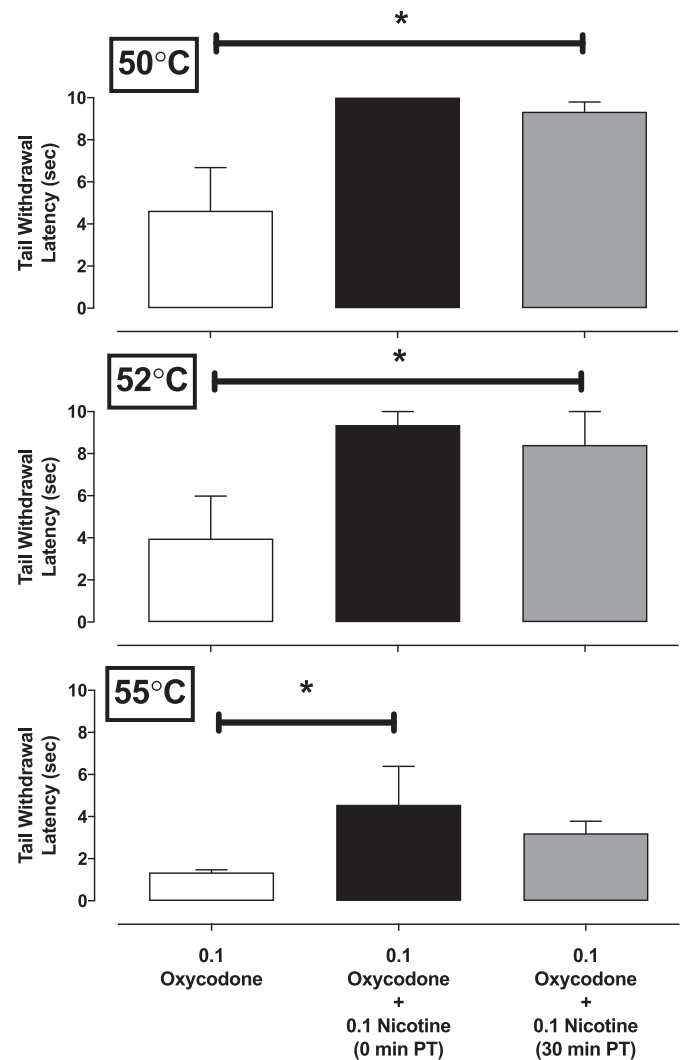 *
50°C
Tail Withdrawal
Latency (sec)
10
8
6
4
2
0
*
52°C
Tail Withdrawal
Latency (sec)
10
8
6
4
2
0
*
55°C
Tail Withdrawal
Latency (sec)
10
8
6
4
2
0
0.1
Oxycodone
0.1
Oxycodone
+
0.1 Nicotine
(0 min PT)
0.1
Oxycodone
+
0.1 Nicotine
(30 min PT)